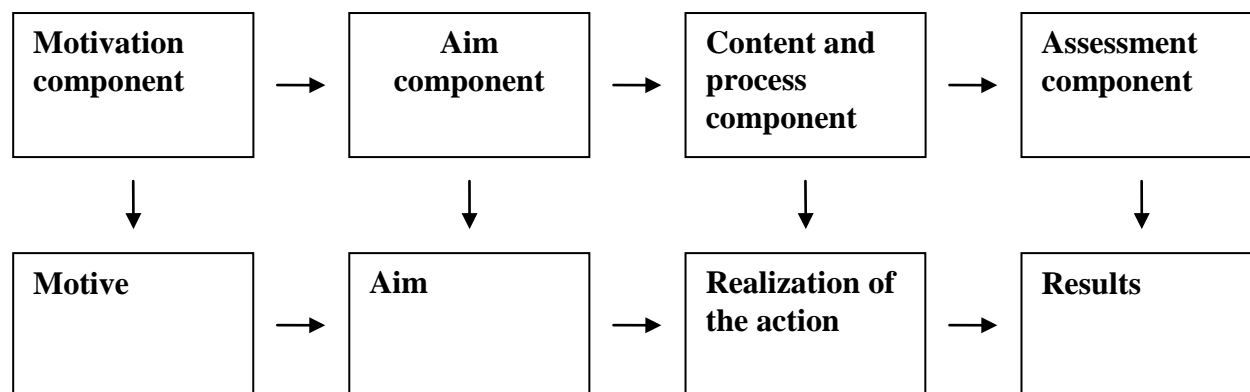 Motivation
component
Aim
component
Content and
process
component
Assessment
component
Motive
Aim
Realization of
the action
Results